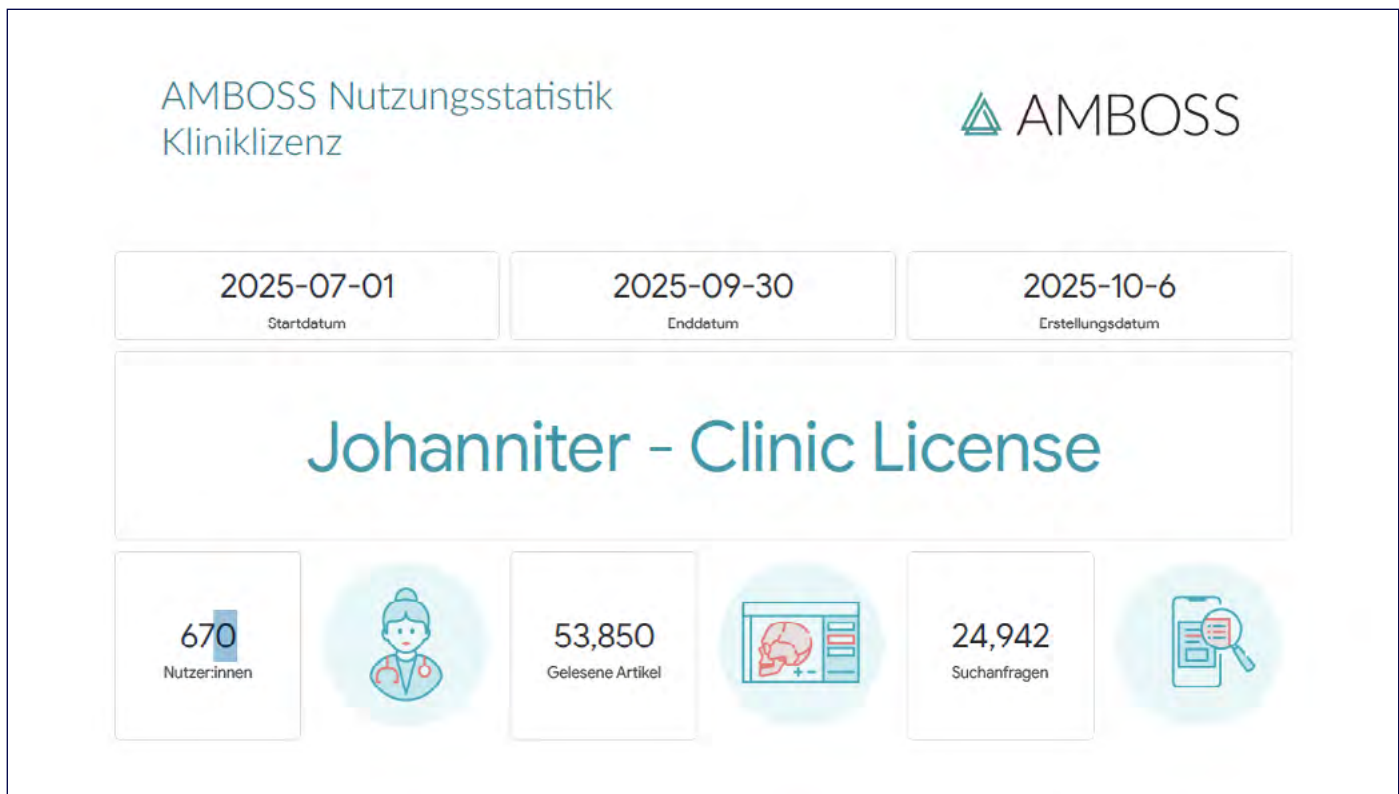 AMBOSS Nutzungsstatistik
Kliniklizenz
AMBOSS
2025-07-01
Startdatum
2025-09-30
Enddatum
2025-10-6
Erstellungsdatum
Johanniter - Clinic License
670
Nutzer:innen
53,850
Gelesene Artikel
24,942
Suchanfragen